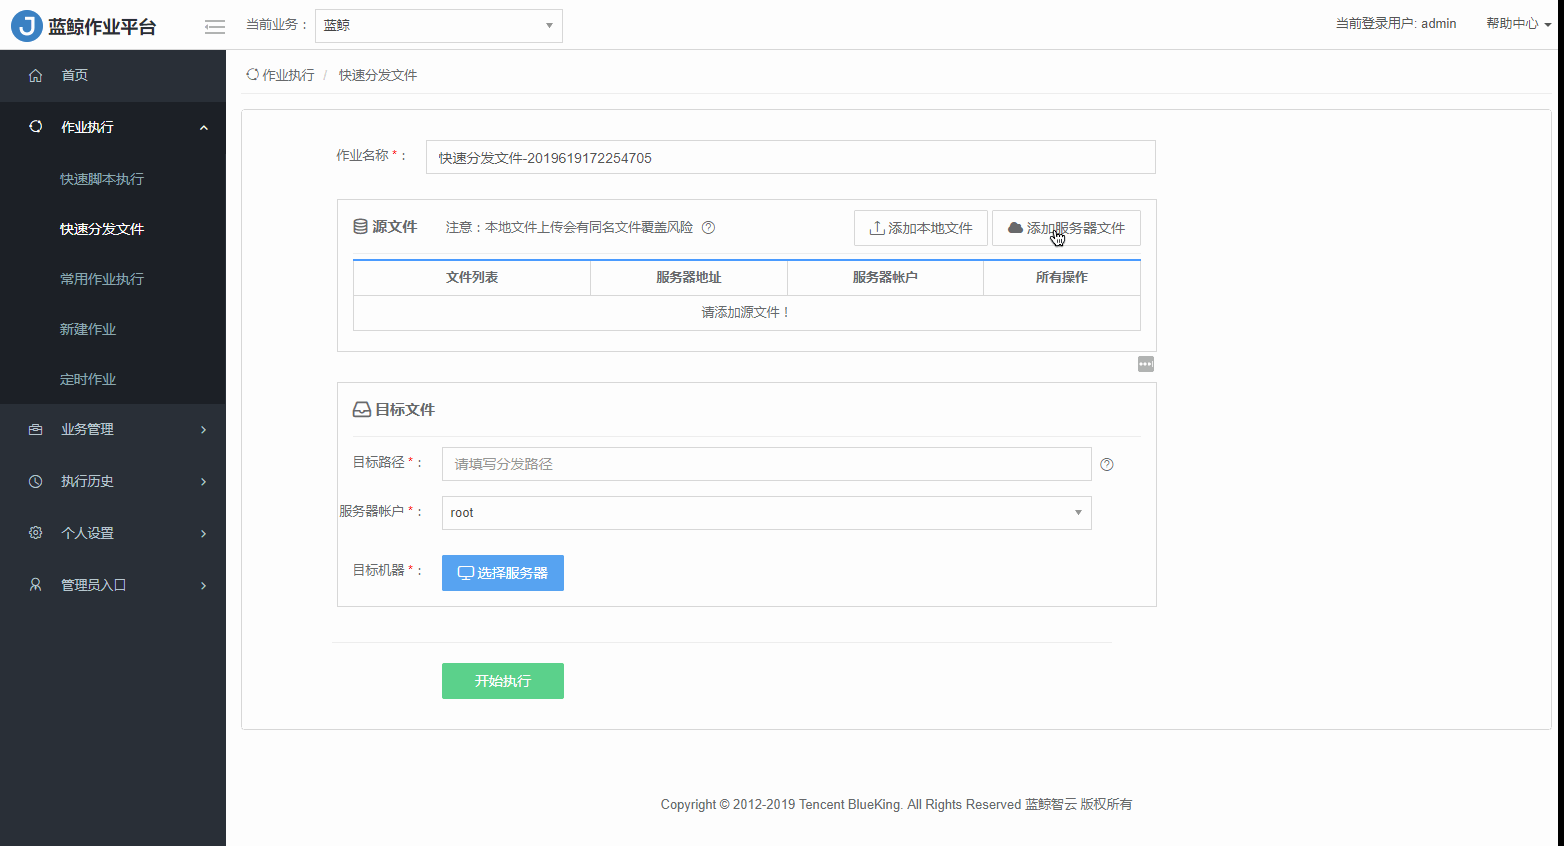 J 蓝鲸作业平台
当前业务： 蓝鲸
当前登录用户: admin 帮助中心
首页
作业执行
快速脚本执行
快速分发文件
常用作业执行
新建作业
定时作业
业务管理
执行历史
个人设置
管理员入口
作业执行 / 快速分发文件
作业名称 *： 快速分发文件-2019619172254705
源文件 注意：本地文件上传会有同名文件覆盖风险 添加本地文件 添加服务器文件
文件列表 服务器地址 服务器帐户 所有操作
请添加源文件！
目标文件
目标路径 *： 请填写分发路径
服务器帐户 *： root
目标机器 *： 选择服务器
开始执行
Copyright © 2012-2019 Tencent BlueKing. All Rights Reserved 蓝鲸智云 版权所有